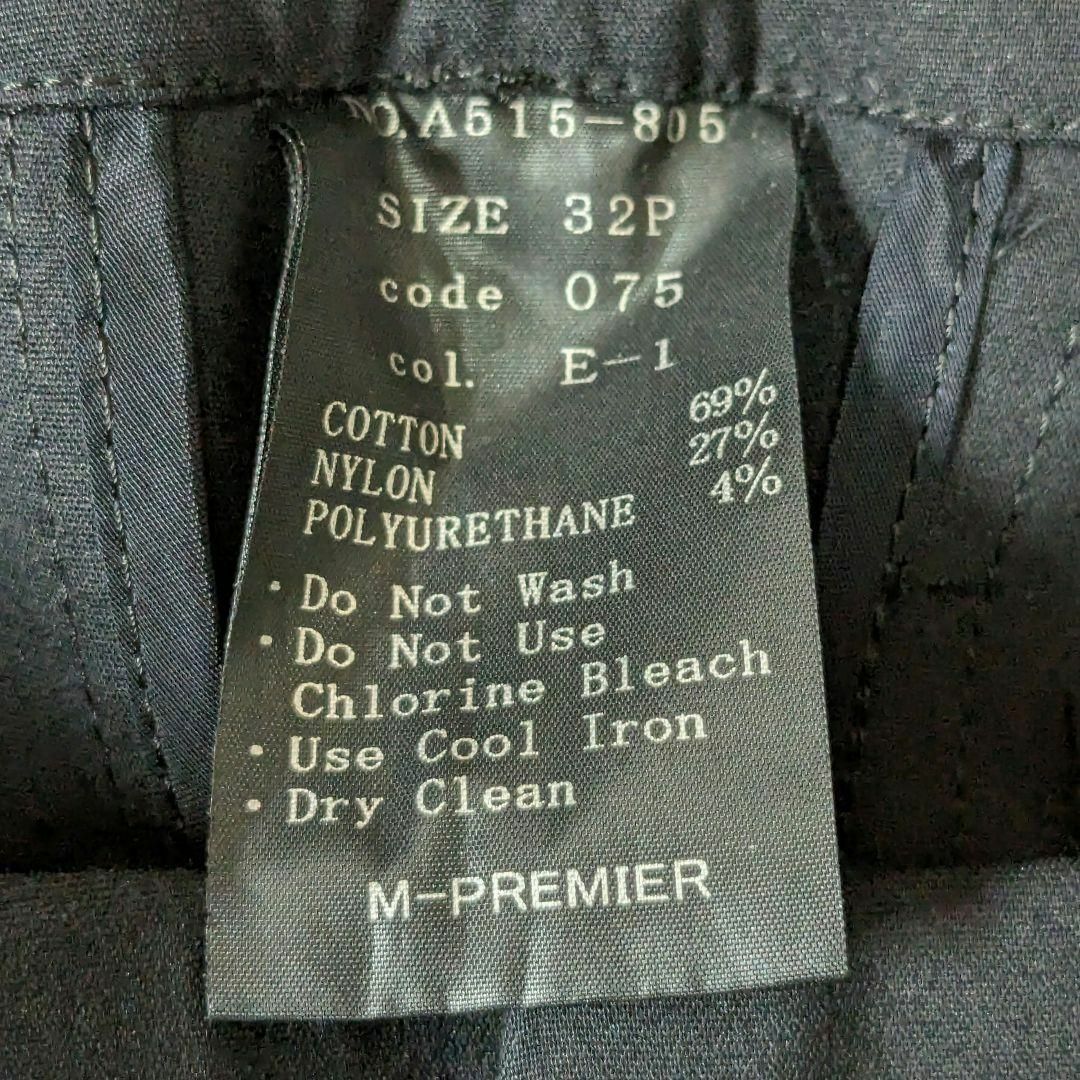 NO.A515-805
SIZE 32P
code 075
col. E-1
COTTON 69%
NYLON 27%
POLYURETHANE 4%
・Do Not Wash
・Do Not Use
Chlorine Bleach
・Use Cool Iron
・Dry Clean
M-PREMIER